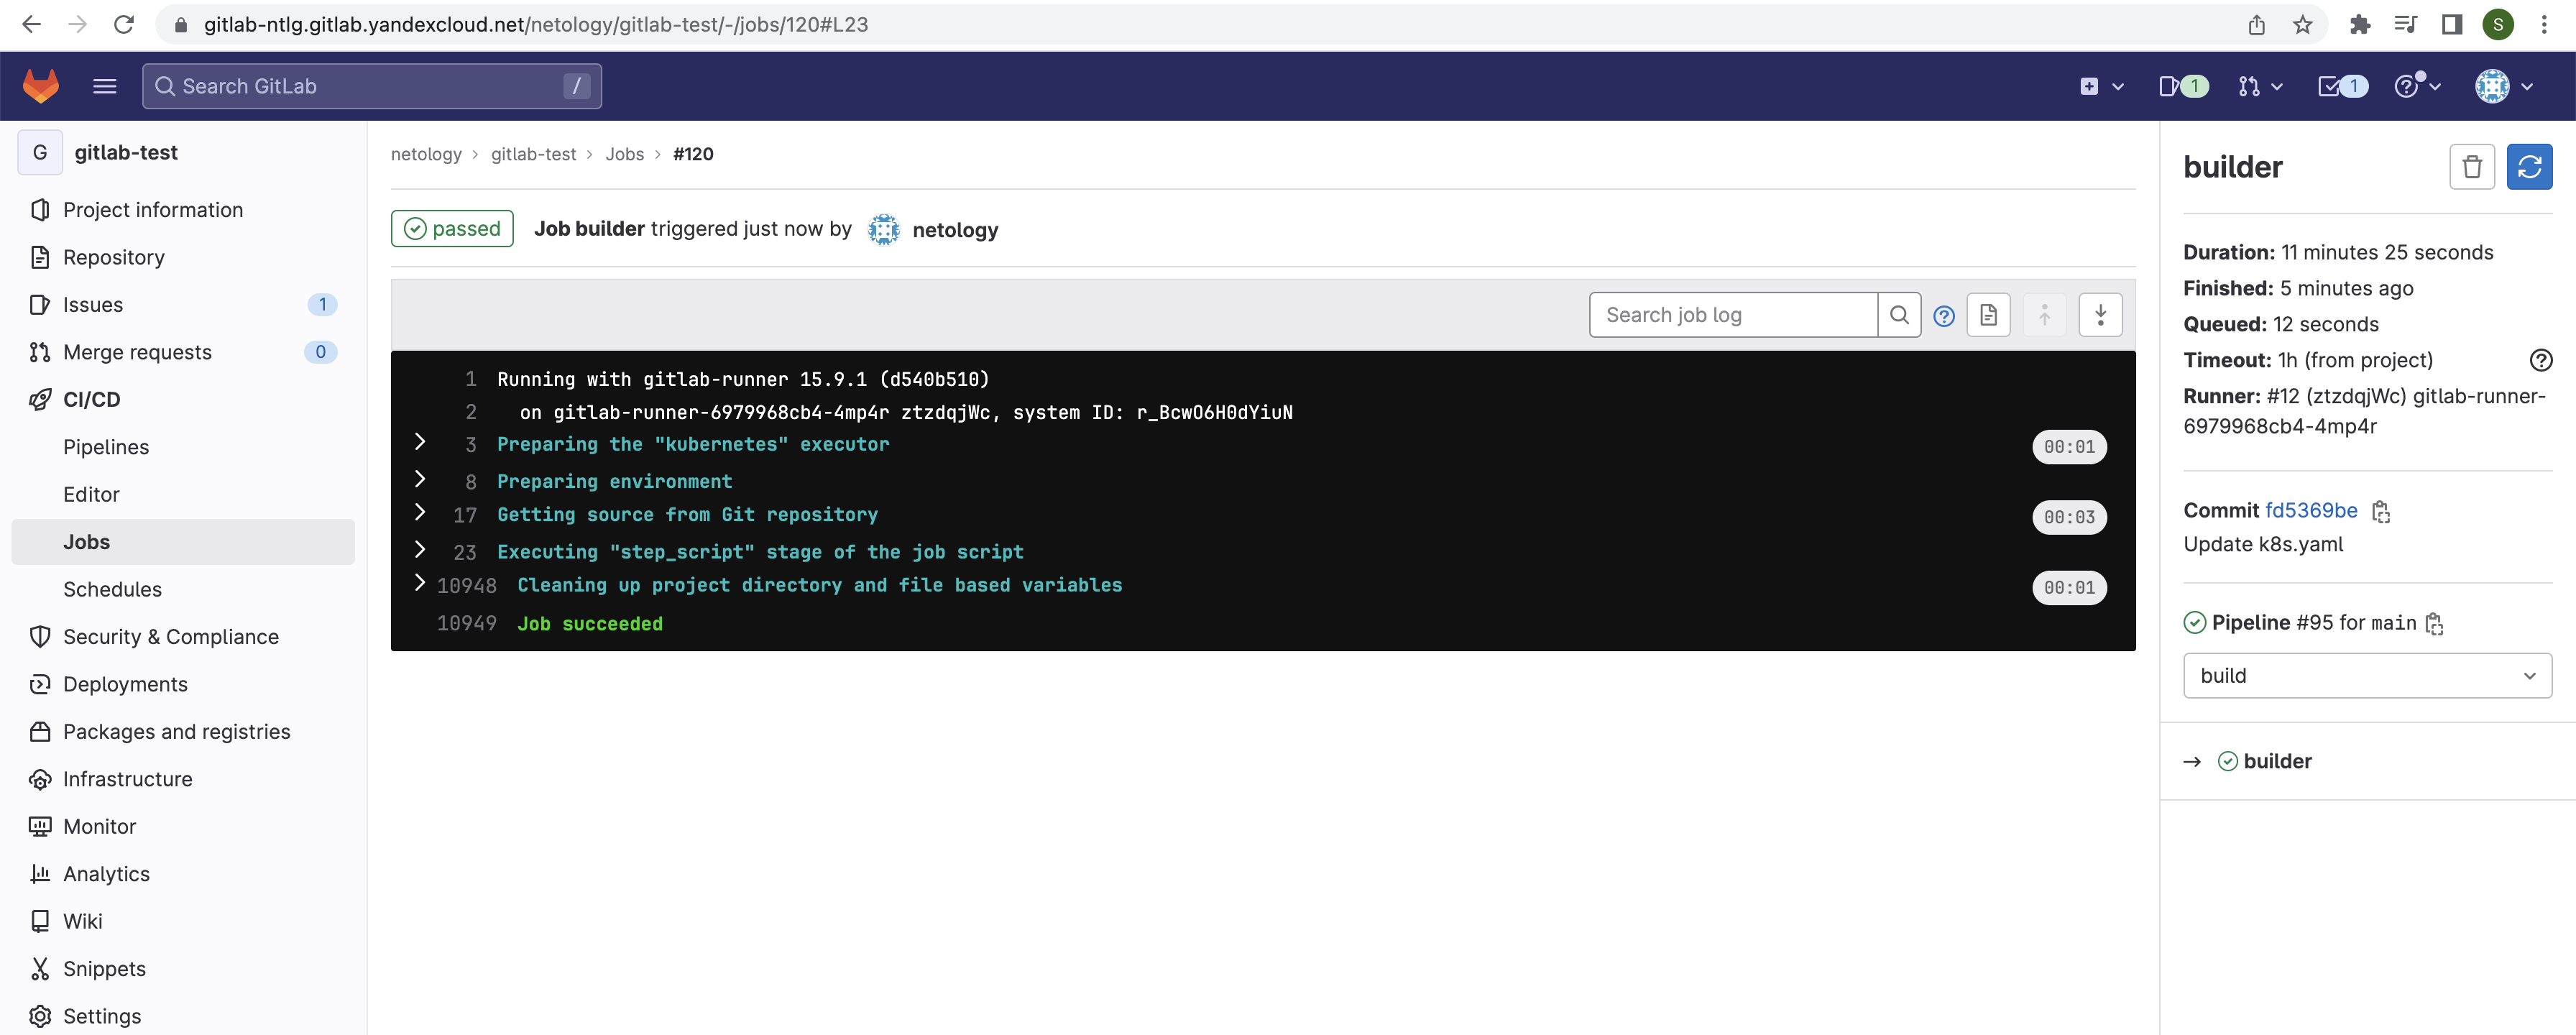 gitlab-ntlg.gitlab.yandexcloud.net/netology/gitlab-test/-/jobs/120#L23
S
Search GitLab
/
1
1
G
gitlab-test
Project information
Repository
Issues
1
Merge requests
0
CI/CD
Pipelines
Editor
Jobs
Schedules
Security & Compliance
Deployments
Packages and registries
Infrastructure
Monitor
Analytics
Wiki
Snippets
Settings
netology › gitlab-test › Jobs › #120
passed
Job builder triggered just now by netology
Search job log
1 Running with gitlab-runner 15.9.1 (d540b510)
2 on gitlab-runner-6979968cb4-4mp4r ztzdqjWc, system ID: r_BcwO6H0dYiuN
3 Preparing the "kubernetes" executor 00:01
8 Preparing environment
17 Getting source from Git repository 00:03
23 Executing "step_script" stage of the job script
10948 Cleaning up project directory and file based variables 00:01
10949 Job succeeded
builder
Duration: 11 minutes 25 seconds
Finished: 5 minutes ago
Queued: 12 seconds
Timeout: 1h (from project)
Runner: #12 (ztzdqjWc) gitlab-runner-
6979968cb4-4mp4r
Commit fd5369be
Update k8s.yaml
Pipeline #95 for main
build
→ builder